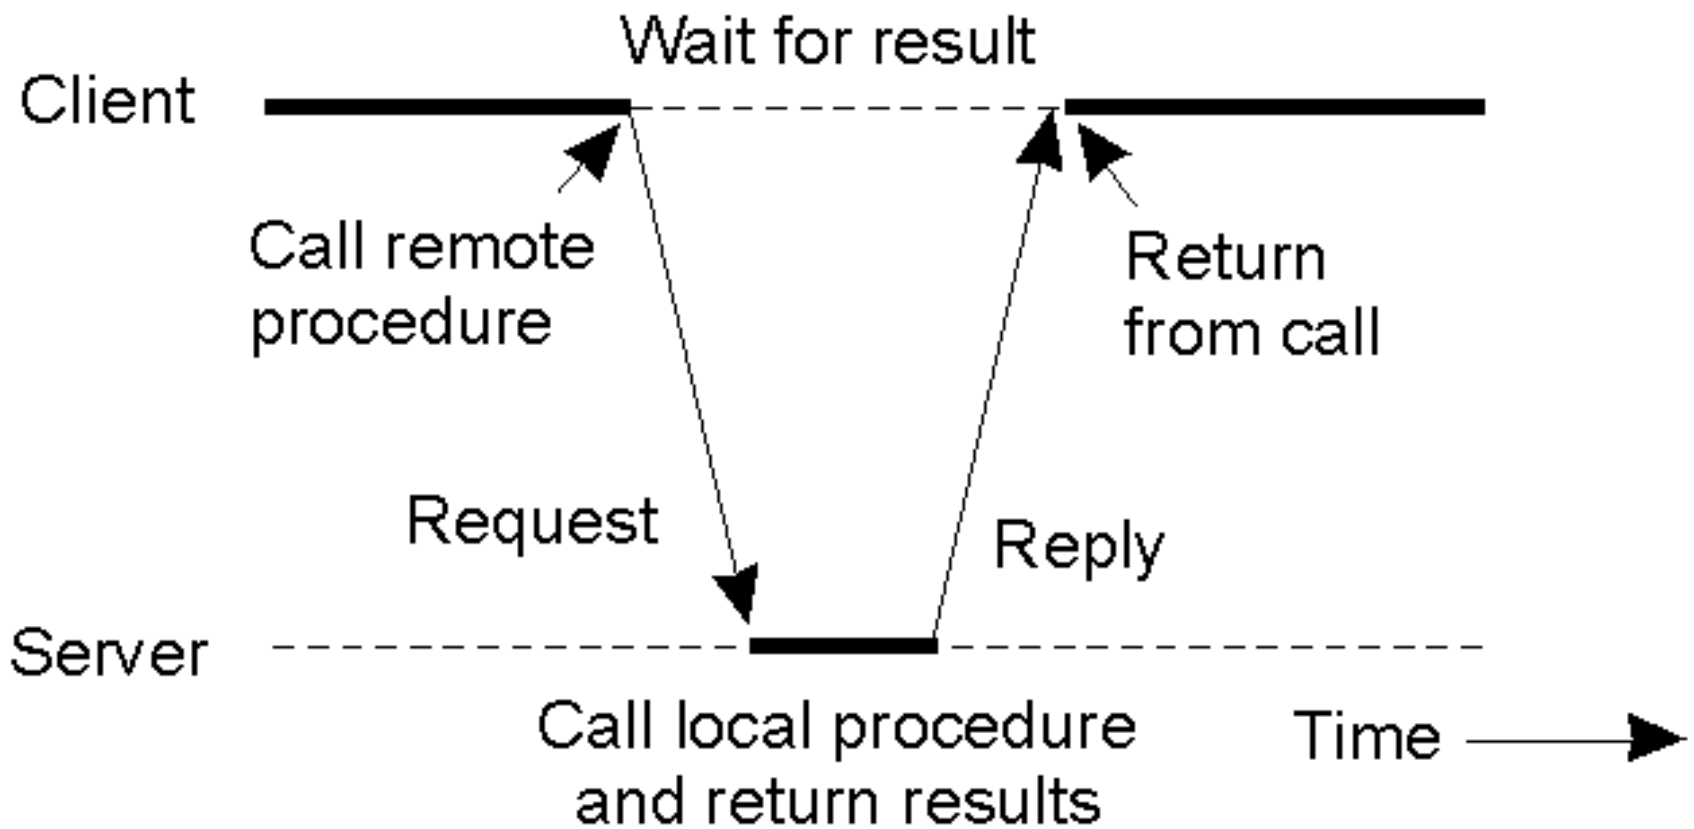 Wait for result
Client
Call remote
procedure
Return
from call
Request
Reply
Server
Call local procedure
and return results
Time